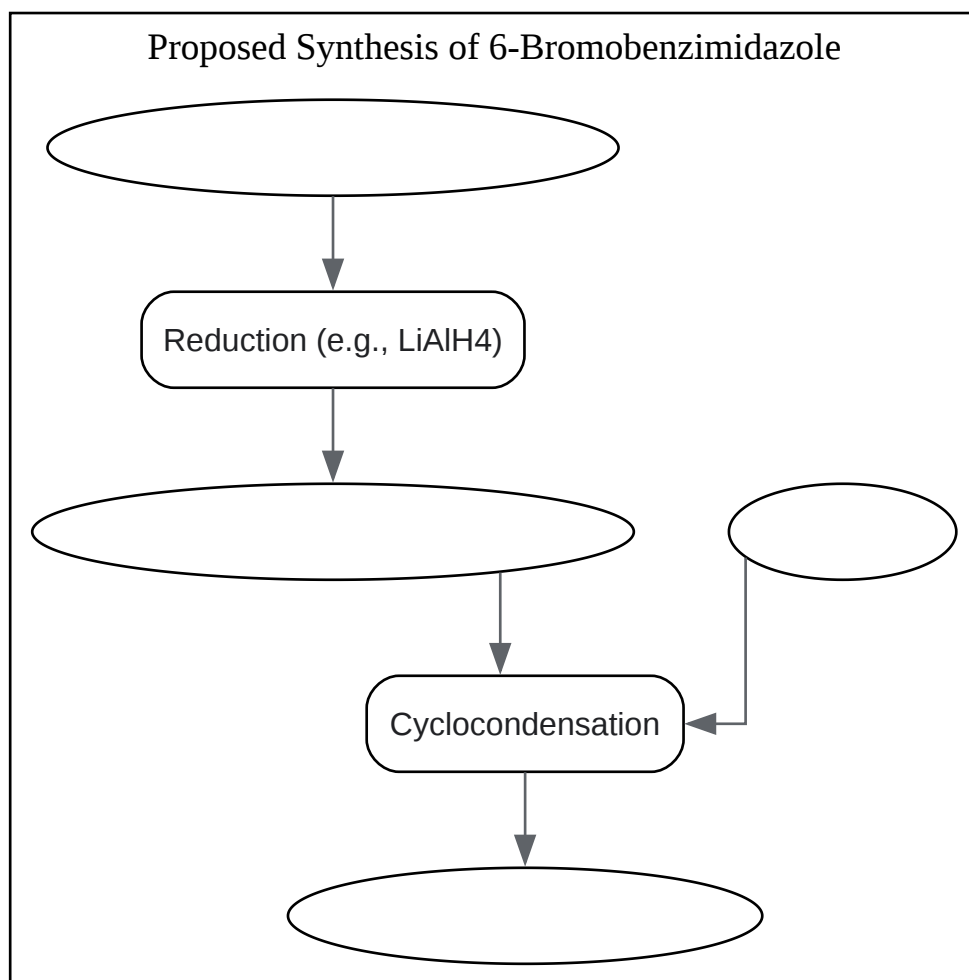 Proposed Synthesis of 6-Bromobenzimidazole
Reduction (e.g., LiAlH4)
Cyclocondensation